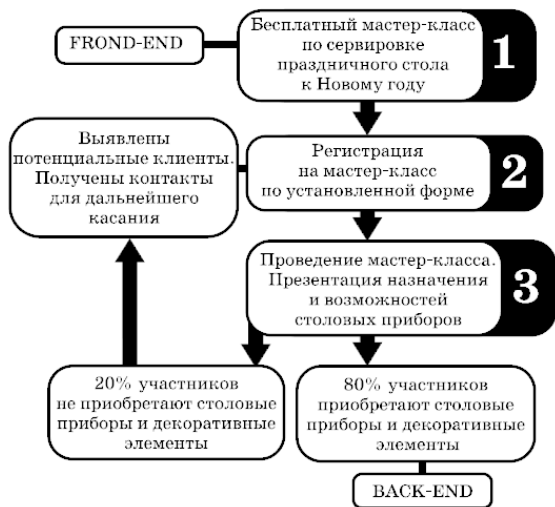 FROND-END
Бесплатный мастер-класс
по сервировке
праздничного стола
к Новому году
1
Выявлены
потенциальные клиенты.
Получены контакты
для дальнейшего
касания
Регистрация
на мастер-класс
по установленной форме
2
Проведение мастер-класса.
Презентация назначения
и возможностей
столовых приборов
3
20% участников
не приобретают столовые
приборы и декоративные
элементы
80% участников
приобретают столовые
приборы и декоративные
элементы
BACK-END